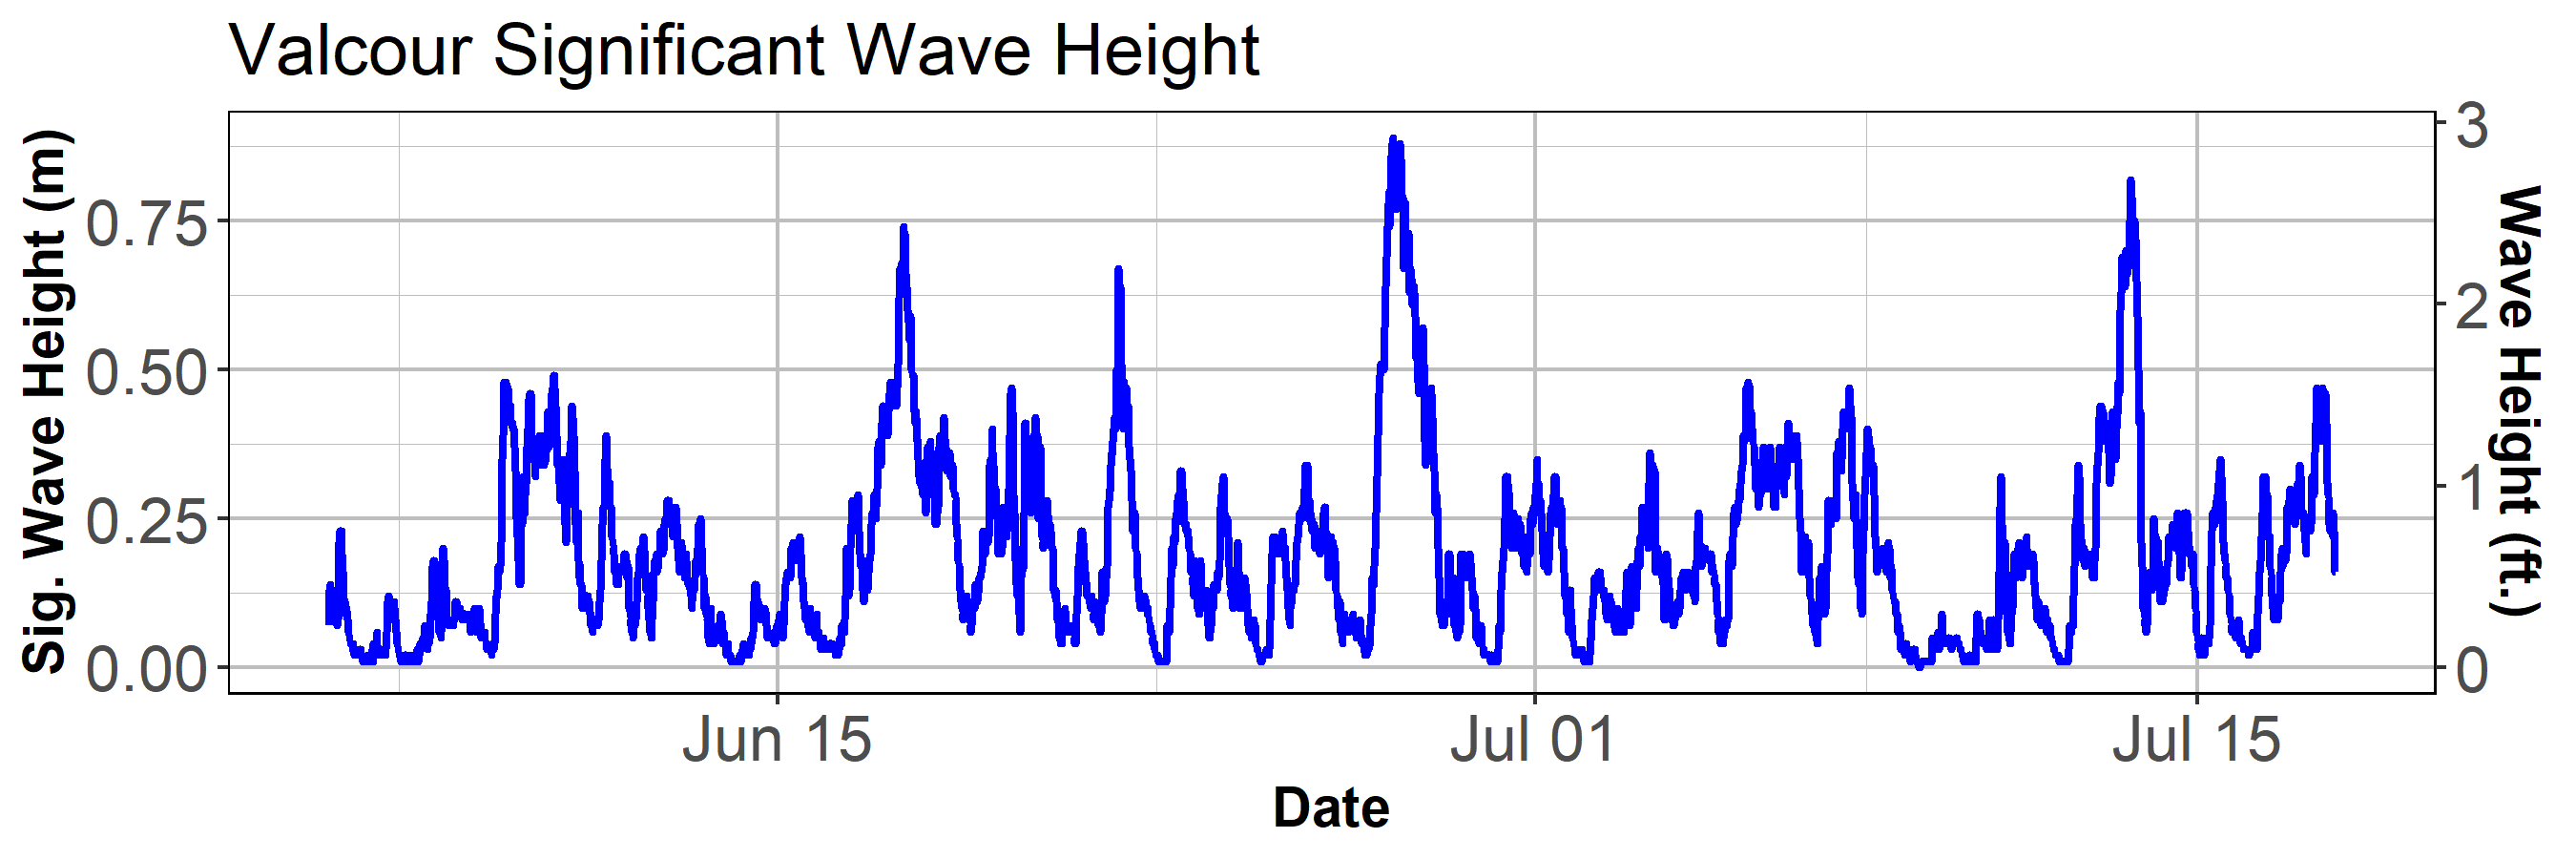 Valcour Significant Wave Height
Sig. Wave Height (m)
0.75
0.50
0.25
0.00
3
2
1
0
Wave Height (ft.)
Jun 15
Jul 01
Jul 15
Date